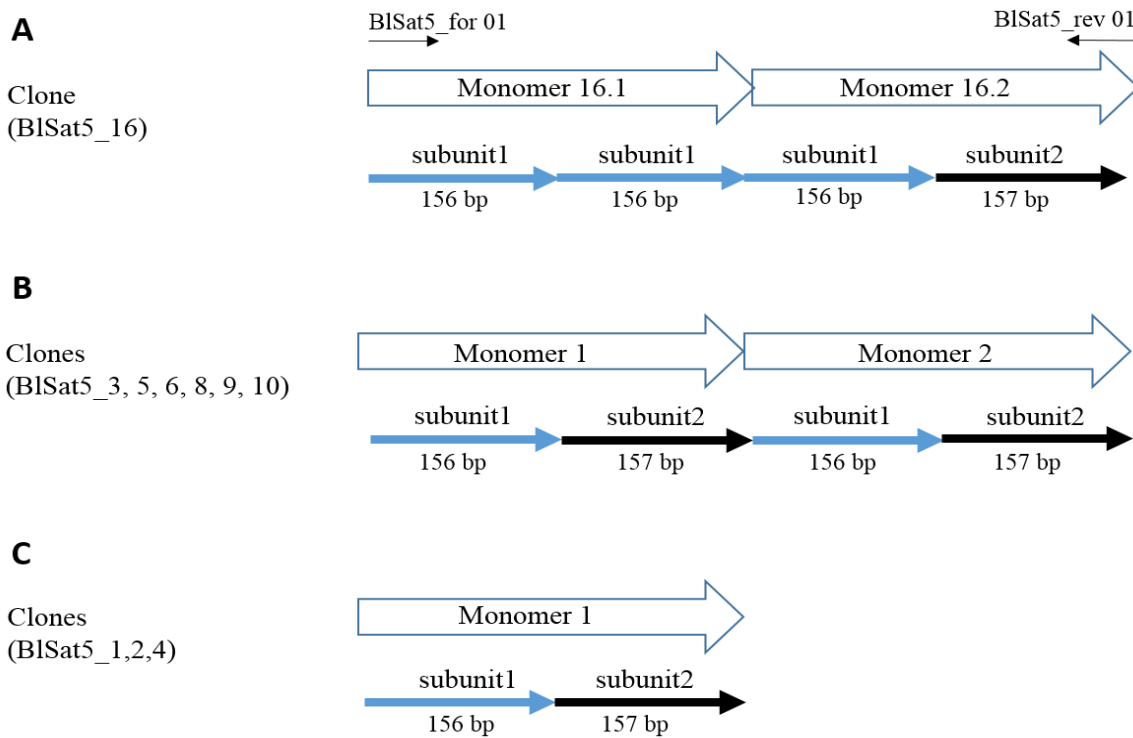 A
BlSat5_for 01
BlSat5_rev 01
Clone
(BlSat5_16)
Monomer 16.1
Monomer 16.2
subunit1
subunit1
subunit1
subunit2
156 bp
156 bp
156 bp
157 bp
B
Clones
(BlSat5_3, 5, 6, 8, 9, 10)
Monomer 1
Monomer 2
subunit1
subunit2
subunit1
subunit2
156 bp
157 bp
156 bp
157 bp
C
Clones
(BlSat5_1,2,4)
Monomer 1
subunit1
subunit2
156 bp
157 bp